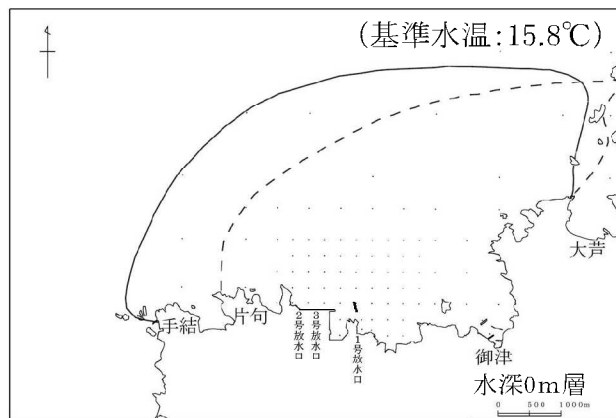 (基準水温:15.8℃)
大芦
手結
片句
2号放水口
3号放水口
1号放水口
御津
水深0m層
0 500 1000m